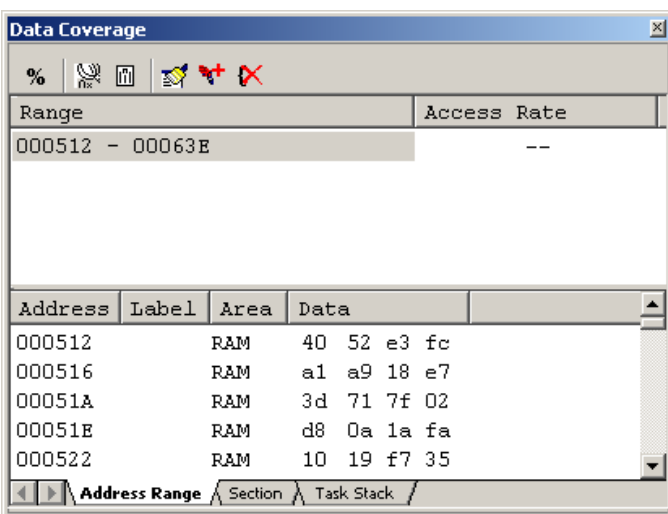 Data Coverage
%
Range Access Rate
000512 - 00063E --
Address Label Area Data
000512 RAM 40 52 e3 fc
000516 RAM a1 a9 18 e7
00051A RAM 3d 71 7f 02
00051E RAM d8 0a 1a fa
000522 RAM 10 19 f7 35
Address Range Section Task Stack